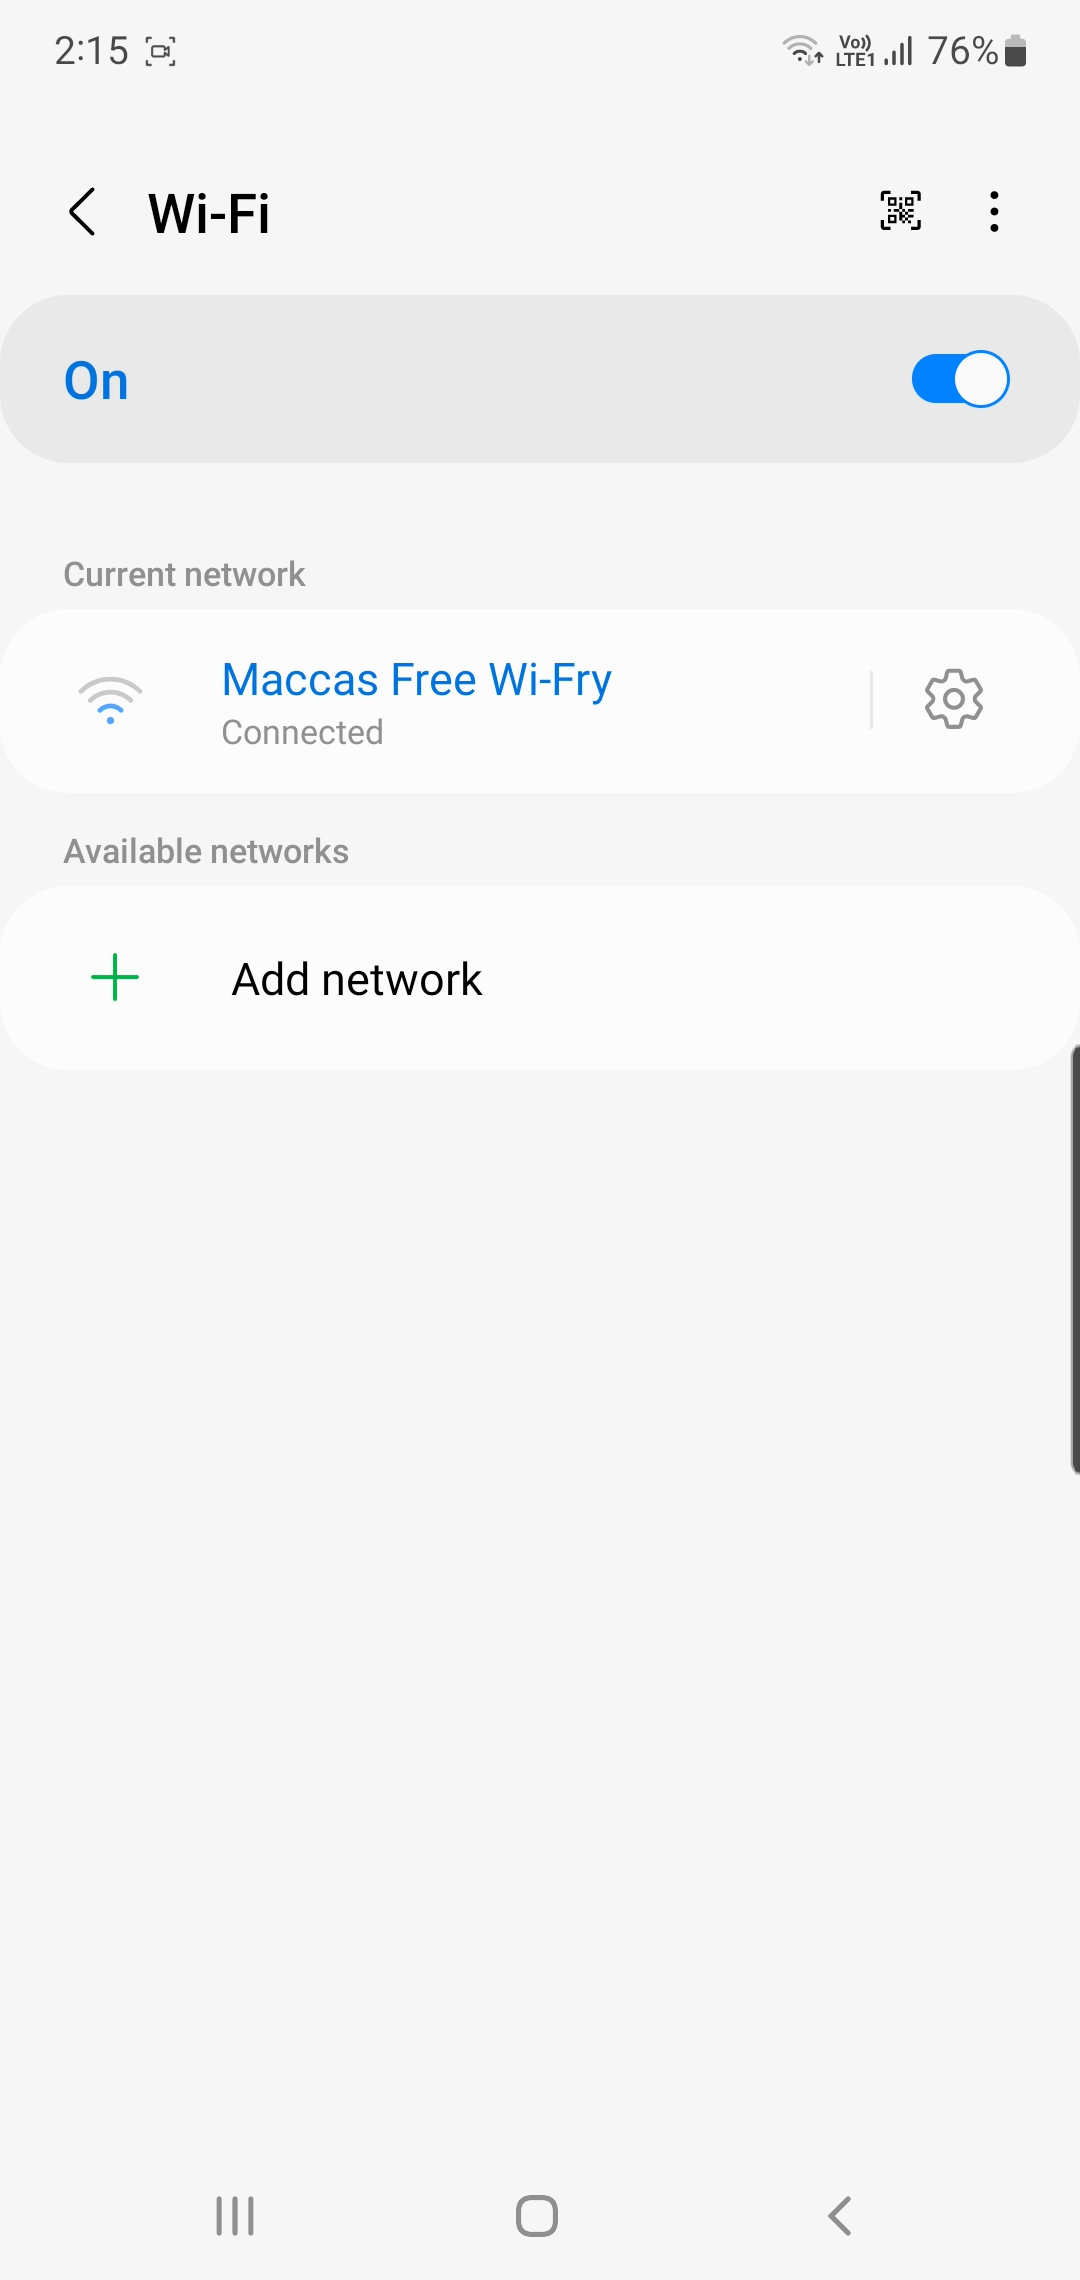 2:15
Vo)) LTE1 76%
Wi-Fi
On
Current network
Maccas Free Wi-Fry
Connected
Available networks
Add network